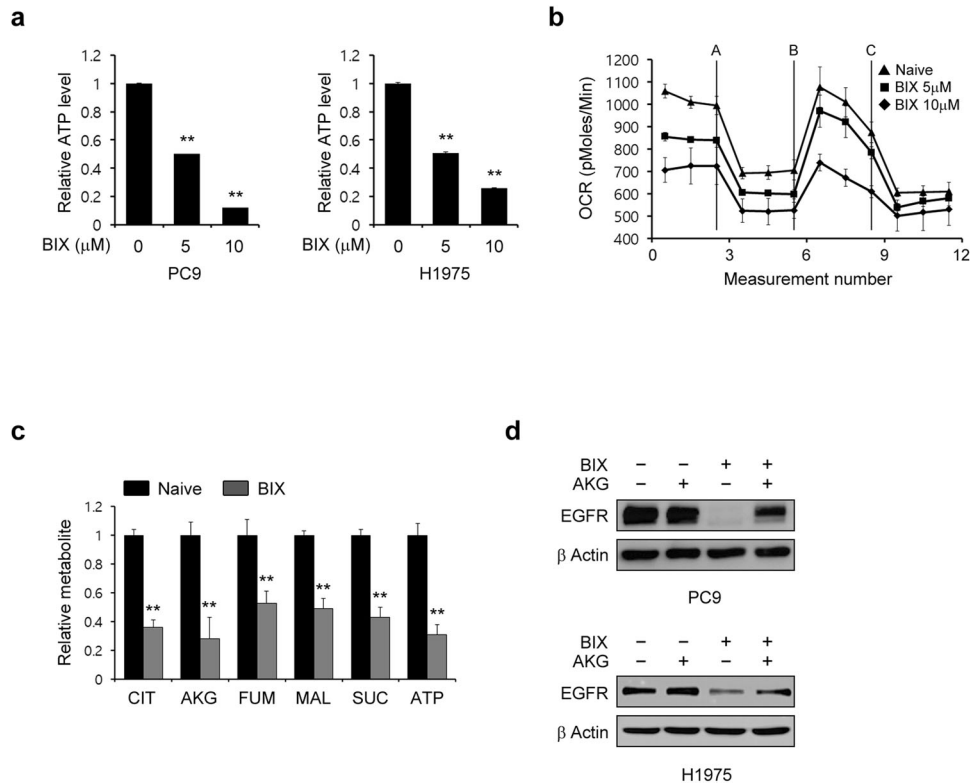 a
Relative ATP level
1.2
1
0.8
0.6
0.4
0.2
0
**
**
BIX (μM) 0 5 10
PC9
Relative ATP level
1.2
1
0.8
0.6
0.4
0.2
0
**
**
BIX (μM) 0 5 10
H1975
b
A B C
Naive
BIX 5μM
BIX 10μM
OCR (pMoles/Min)
1100
1000
900
800
700
600
500
400
0 3 6 9 12
Measurement number
c
Naive BIX
Relative metabolite
1.2
1
0.8
0.6
0.4
0.2
0
** ** ** ** ** **
CIT AKG FUM MAL SUC ATP
d
BIX – – + +
AKG – + – +
EGFR
β Actin
PC9
BIX – – + +
AKG – + – +
EGFR
β Actin
H1975